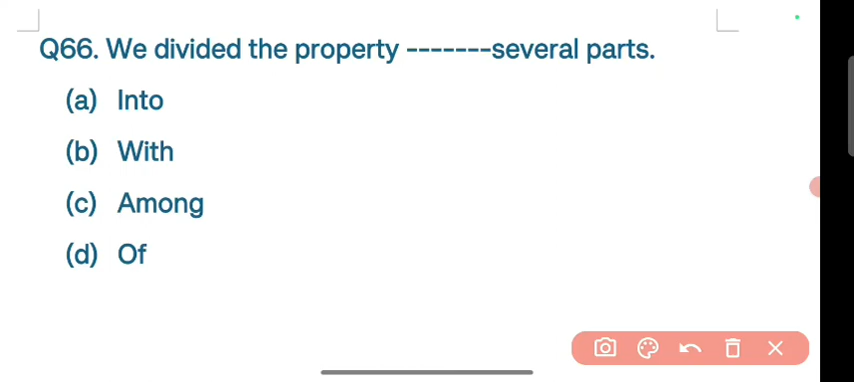 Q66. We divided the property -------several parts.
(a) Into
(b) With
(c) Among
(d) Of